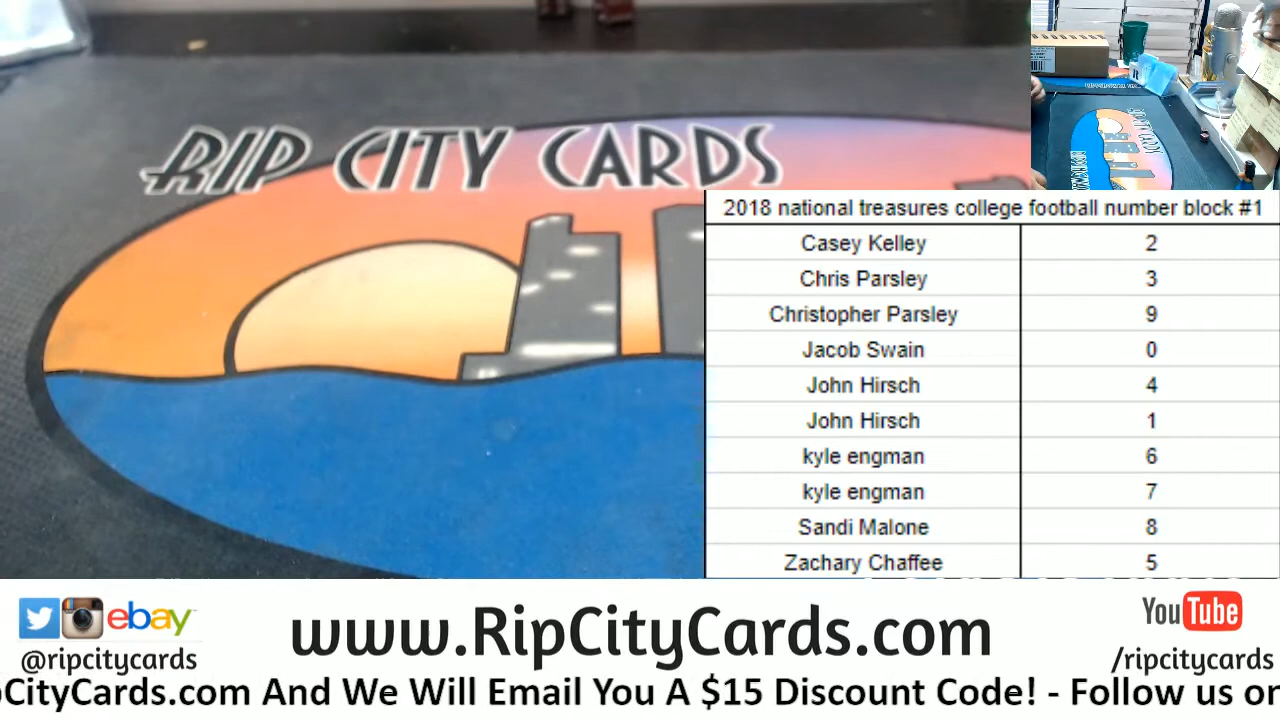 RIP CITY CARDS
2018 national treasures college football number block #1
Casey Kelley 2
Chris Parsley 3
Christopher Parsley 9
Jacob Swain 0
John Hirsch 4
John Hirsch 1
kyle engman 6
kyle engman 7
Sandi Malone 8
Zachary Chaffee 5
ebay
@ripcitycards
www.RipCityCards.com
YouTube
/ripcitycards
CityCards.com And We Will Email You A $15 Discount Code! - Follow us on